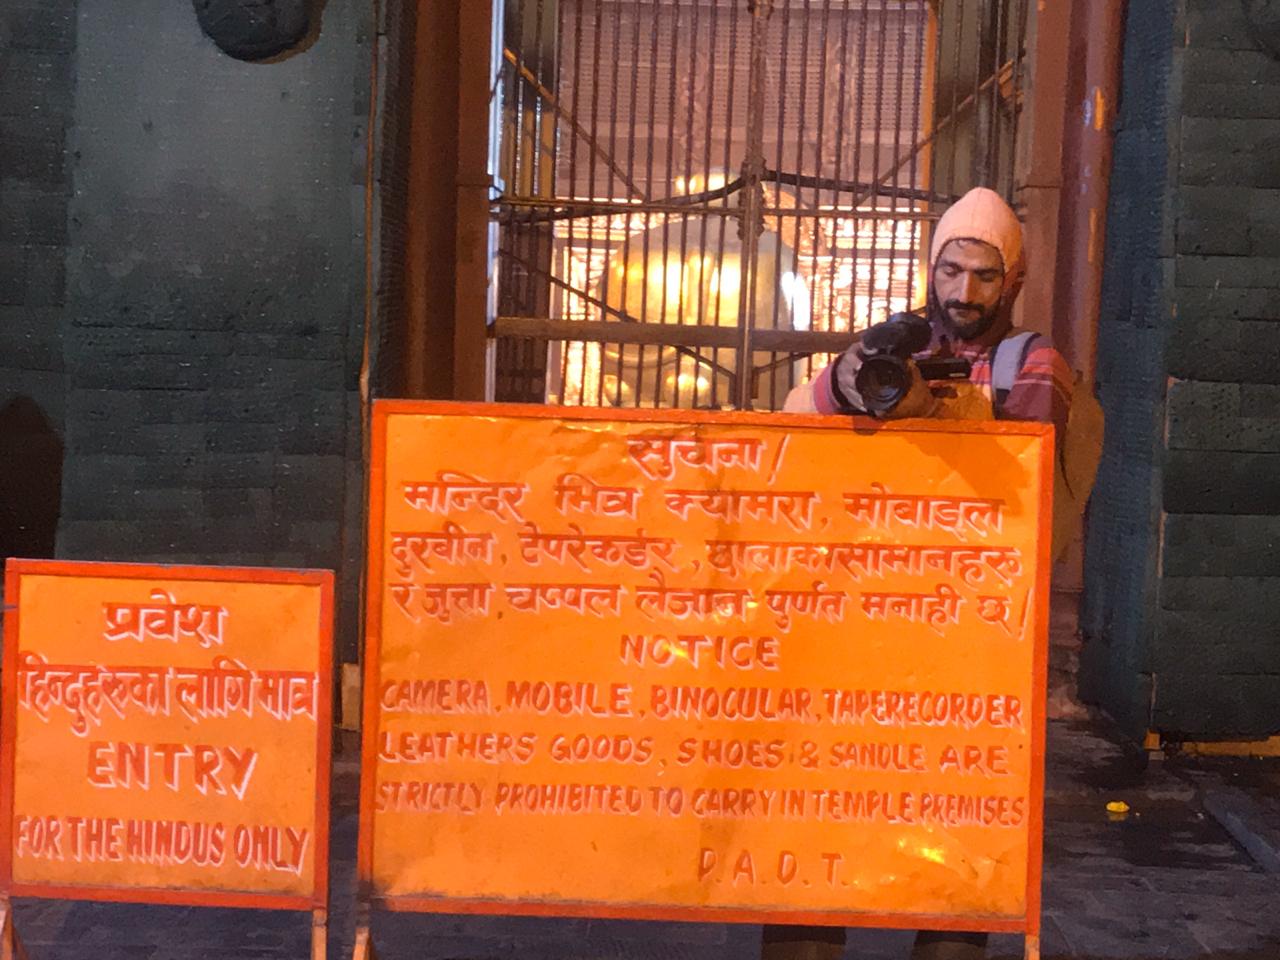 प्रवेश
हिन्दुहरुका लागि मात्र
ENTRY
FOR THE HINDUS ONLY
सुचना/
मन्दिर भित्र क्यामरा, मोबाइल
दुरबीन, टेपरेकर्डर, छालाका सामानहरु
र जुत्ता चप्पल लैजान पुर्णत मनाही छ/
NOTICE
CAMERA, MOBILE, BINOCULAR, TAPERECORDER
LEATHERS GOODS, SHOES & SANDLE ARE
STRICTLY PROHIBITED TO CARRY IN TEMPLE PREMISES
P. A. D. T.